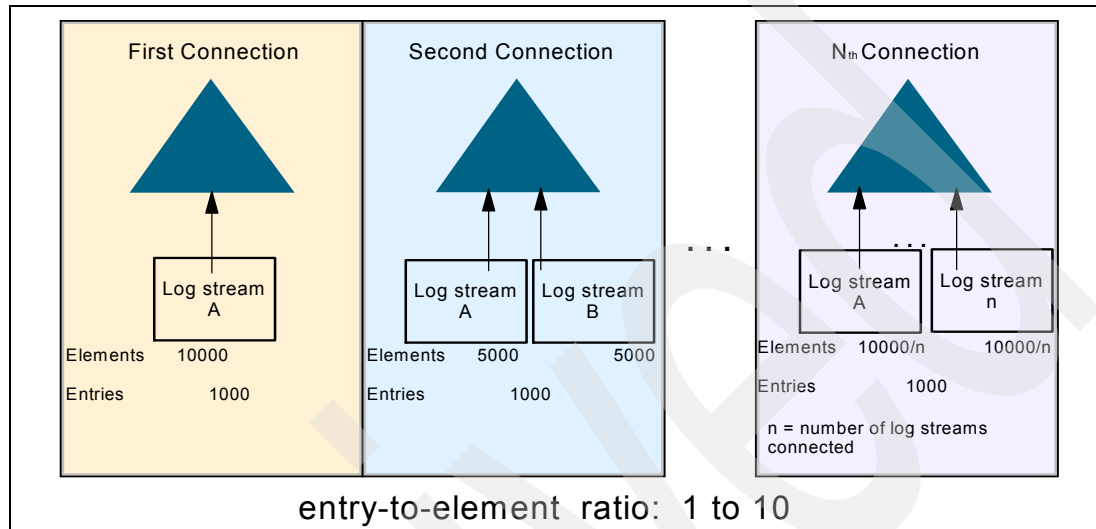 First Connection
Log stream
A
Elements 10000
Entries 1000
Second Connection
Log stream
A
Log stream
B
Elements 5000 5000
Entries 1000
. . .
Nth Connection
...
Log stream
A
Log stream
n
Elements 10000/n 10000/n
Entries 1000
n = number of log streams
connected
entry-to-element ratio: 1 to 10